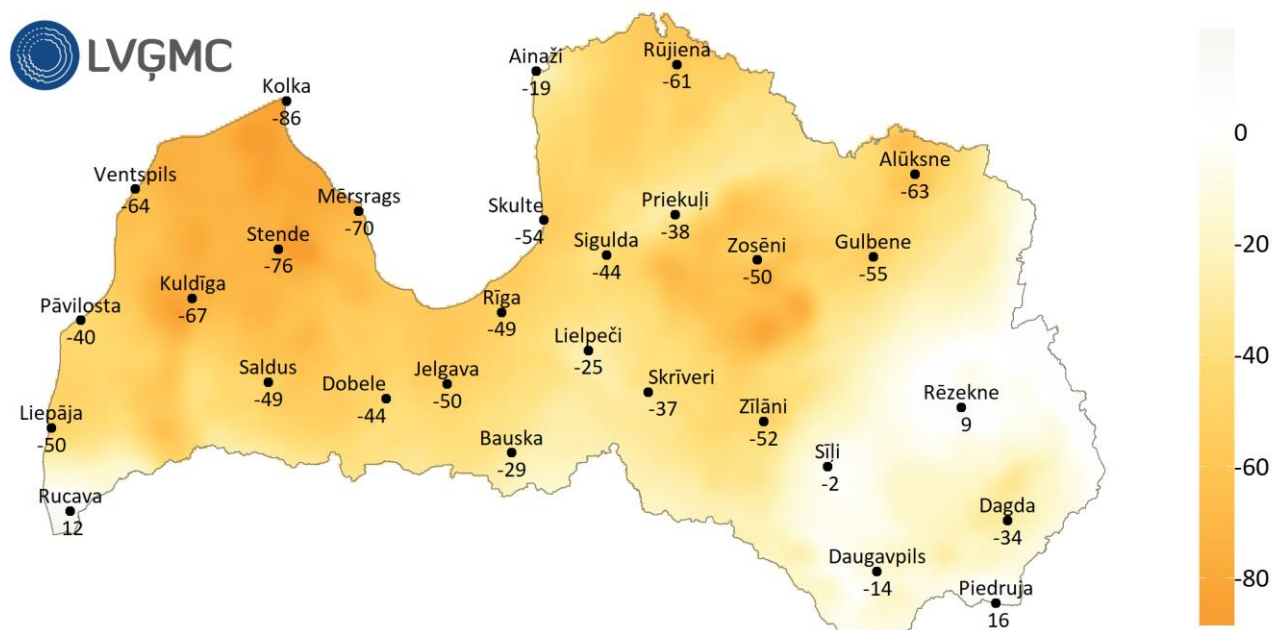 LVĢMC
Ainaži
-19
Rūjiena
-61
Kolka
-86
0
Alūksne
-63
Ventspils
-64
Mērsrags
-70
Skulte
-54
Priekuļi
-38
Stende
-76
Sigulda
-44
Zosēni
-50
Gulbene
-55
-20
Kuldīga
-67
Pāvilosta
-40
Rīga
-49
Lielpeči
-25
-40
Saldus
-49
Dobele
-44
Jelgava
-50
Skrīveri
-37
Zīlāni
-52
Rēzekne
9
Liepāja
-50
Bauska
-29
Sīļi
-2
-60
Rucava
12
Dagda
-34
Daugavpils
-14
-80
Piedruja
16